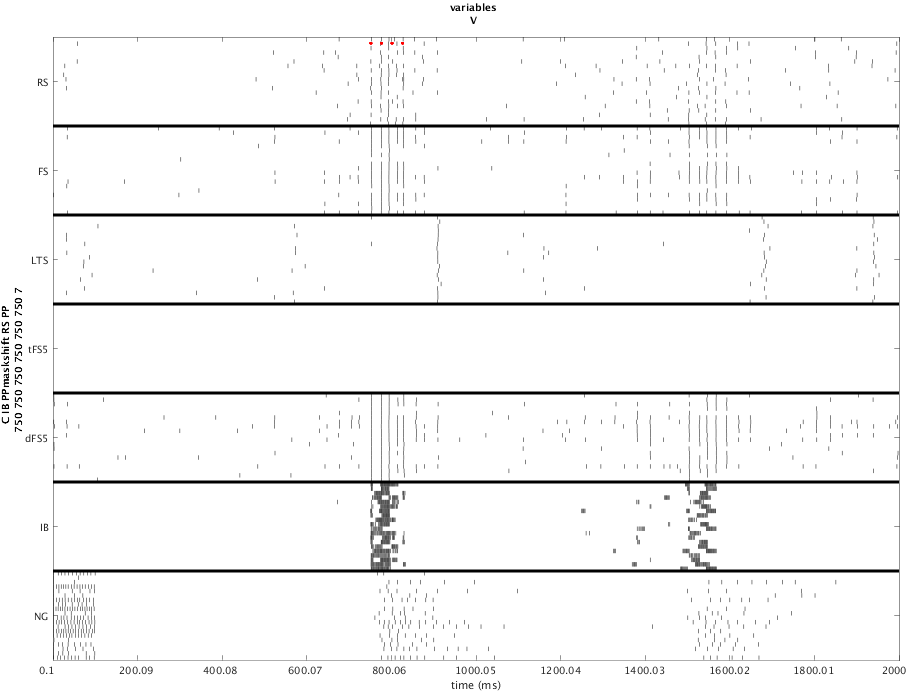 variables
V
RS
FS
LTS
tFS5
dFS5
IB
NG
C IB PPmaskshift RS PP
750 750 750 750 750 750 7
0.1 200.09 400.08 600.07 800.06 1000.05 1200.04 1400.03 1600.02 1800.01 2000
time (ms)